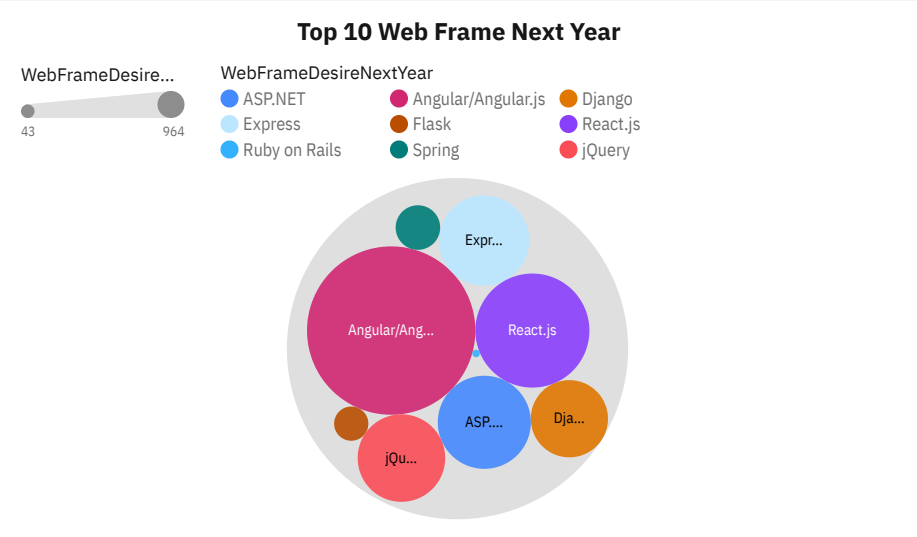 Top 10 Web Frame Next Year
WebFrameDesire...
43 964
WebFrameDesireNextYear
ASP.NET Angular/Angular.js Django
Express Flask React.js
Ruby on Rails Spring jQuery
Expr...
Angular/Ang... React.js
ASP.... Dja...
jQu...